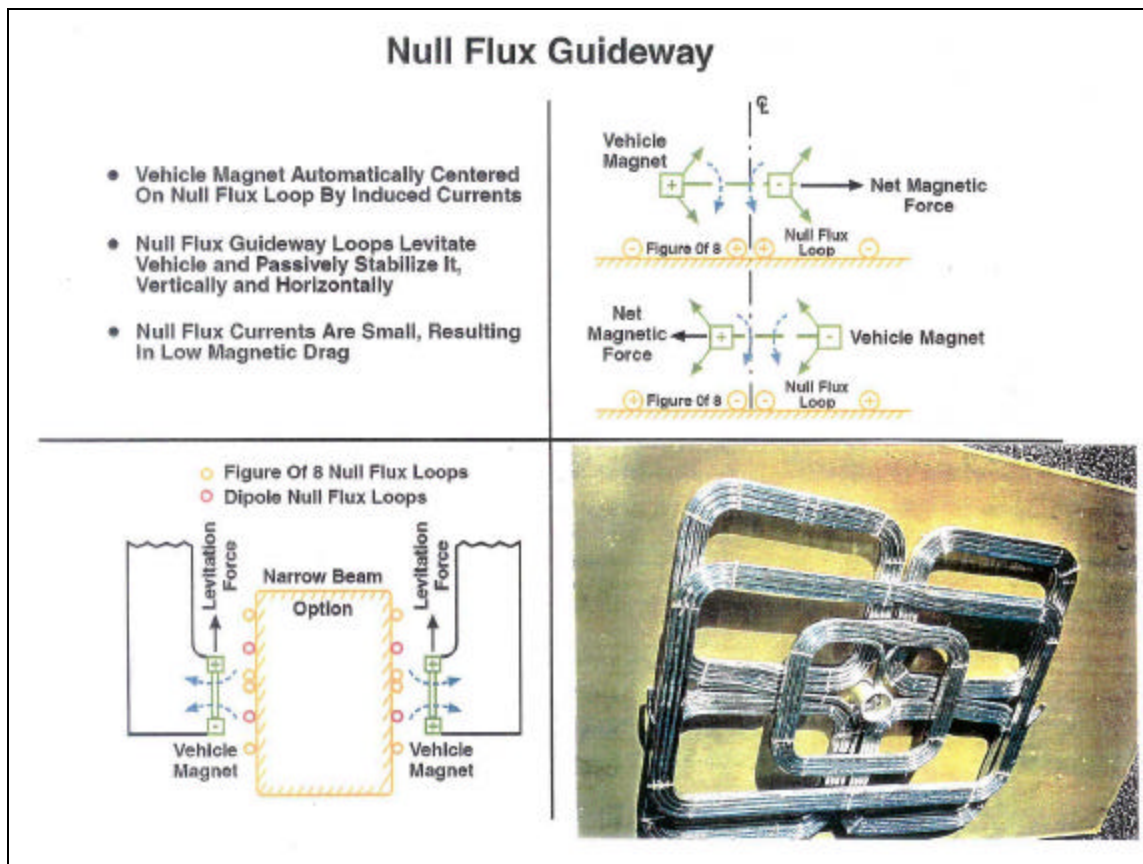 Null Flux Guideway
• Vehicle Magnet Automatically Centered
On Null Flux Loop By Induced Currents
• Null Flux Guideway Loops Levitate
Vehicle and Passively Stabilize It,
Vertically and Horizontally
• Null Flux Currents Are Small, Resulting
In Low Magnetic Drag
℄
Vehicle
Magnet
+
-
Net Magnetic
Force
- Figure Of 8 + +
Null Flux
Loop
-
Net
Magnetic
Force
+
-
Vehicle Magnet
+ Figure Of 8 - -
Null Flux
Loop
+
Figure Of 8 Null Flux Loops
Dipole Null Flux Loops
Levitation
Force
Narrow Beam
Option
Levitation
Force
+
-
Vehicle
Magnet
+
+
Vehicle
Magnet